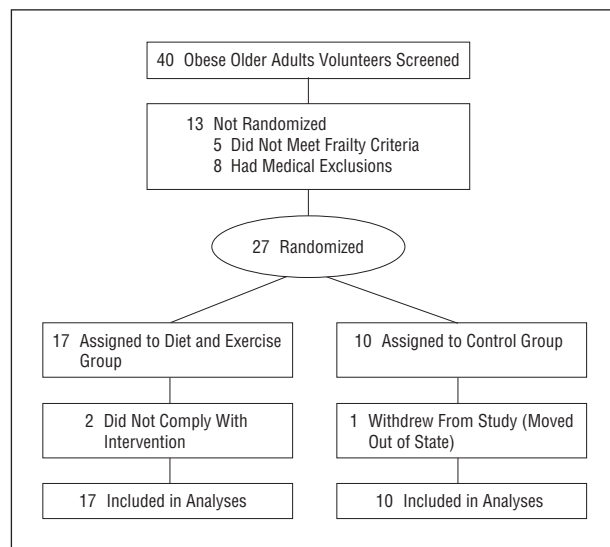 40 Obese Older Adults Volunteers Screened
13 Not Randomized
5 Did Not Meet Frailty Criteria
8 Had Medical Exclusions
27 Randomized
17 Assigned to Diet and Exercise
Group
10 Assigned to Control Group
2 Did Not Comply With
Intervention
1 Withdrew From Study (Moved
Out of State)
17 Included in Analyses
10 Included in Analyses